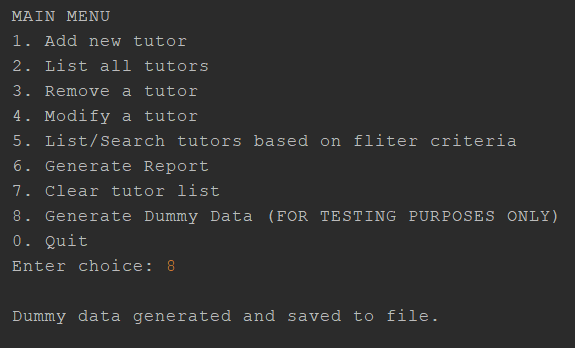 MAIN MENU
1. Add new tutor
2. List all tutors
3. Remove a tutor
4. Modify a tutor
5. List/Search tutors based on fliter criteria
6. Generate Report
7. Clear tutor list
8. Generate Dummy Data (FOR TESTING PURPOSES ONLY)
0. Quit
Enter choice: 8
Dummy data generated and saved to file.